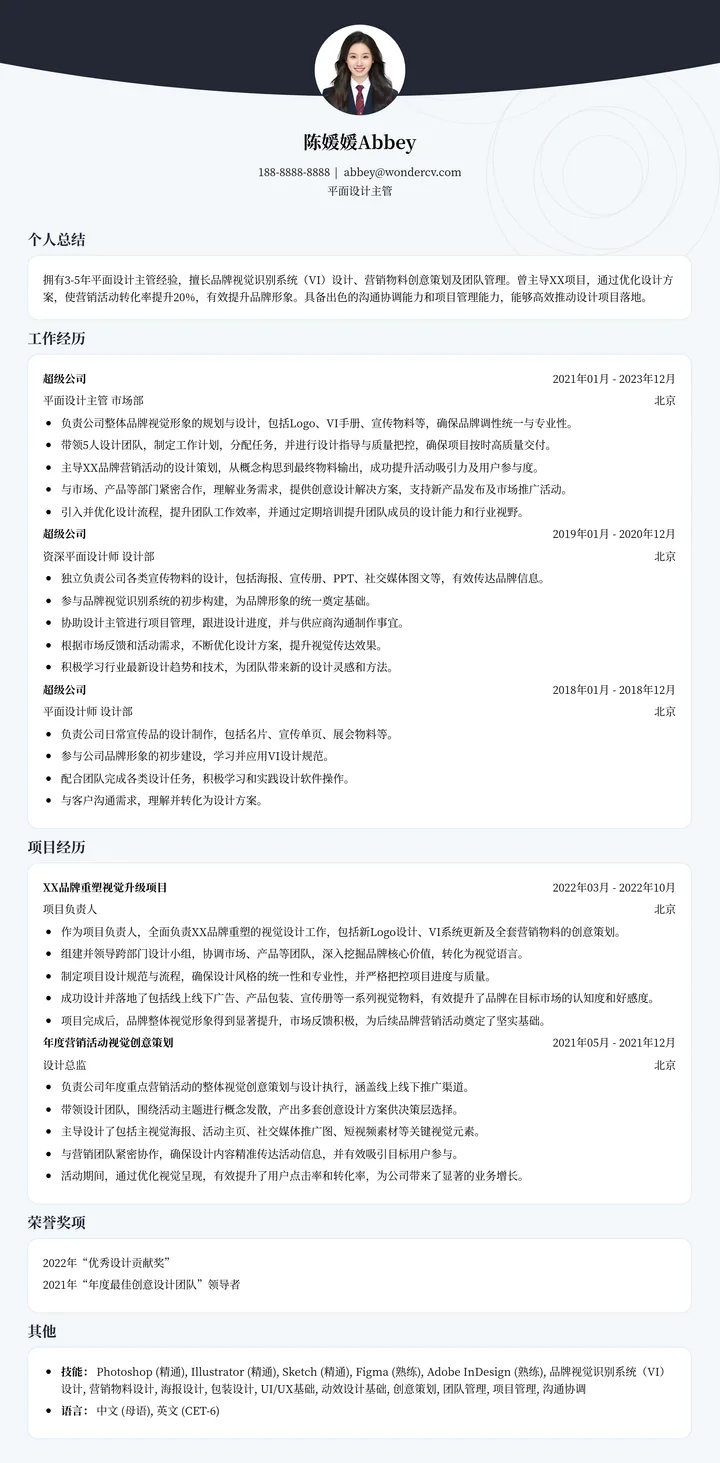 陈媛媛Abbey
188-8888-8888 | abbey@wondercv.com
平面设计主管
个人总结
拥有3-5年平面设计主管经验，擅长品牌视觉识别系统（VI）设计、营销物料创意策划及团队管理。曾主导XX项目，通过优化设计方
案，使营销活动转化率提升20%，有效提升品牌形象。具备出色的沟通协调能力和项目管理能力，能够高效推动设计项目落地。
工作经历
超级公司 2021年01月 - 2023年12月
平面设计主管 市场部 北京
• 负责公司整体品牌视觉形象的规划与设计，包括Logo、VI手册、宣传物料等，确保品牌调性统一与专业性。
• 带领5人设计团队，制定工作计划，分配任务，并进行设计指导与质量把控，确保项目按时高质量交付。
• 主导XX品牌营销活动的设计策划，从概念构思到最终物料输出，成功提升活动吸引力及用户参与度。
• 与市场、产品等部门紧密合作，理解业务需求，提供创意设计解决方案，支持新产品发布及市场推广活动。
• 引入并优化设计流程，提升团队工作效率，并通过定期培训提升团队成员的设计能力和行业视野。
超级公司 2019年01月 - 2020年12月
资深平面设计师 设计部 北京
• 独立负责公司各类宣传物料的设计，包括海报、宣传册、PPT、社交媒体图文等，有效传达品牌信息。
• 参与品牌视觉识别系统的初步构建，为品牌形象的统一奠定基础。
• 协助设计主管进行项目管理，跟进设计进度，并与供应商沟通制作事宜。
• 根据市场反馈和活动需求，不断优化设计方案，提升视觉传达效果。
• 积极学习行业最新设计趋势和技术，为团队带来新的设计灵感和方法。
超级公司 2018年01月 - 2018年12月
平面设计师 设计部 北京
• 负责公司日常宣传品的设计制作，包括名片、宣传单页、展会物料等。
• 参与公司品牌形象的初步建设，学习并应用VI设计规范。
• 配合团队完成各类设计任务，积极学习和实践设计软件操作。
• 与客户沟通需求，理解并转化为设计方案。
项目经历
XX品牌重塑视觉升级项目 2022年03月 - 2022年10月
项目负责人 北京
• 作为项目负责人，全面负责XX品牌重塑的视觉设计工作，包括新Logo设计、VI系统更新及全套营销物料的创意策划。
• 组建并领导跨部门设计小组，协调市场、产品等团队，深入挖掘品牌核心价值，转化为视觉语言。
• 制定项目设计规范与流程，确保设计风格的统一性和专业性，并严格把控项目进度与质量。
• 成功设计并落地了包括线上线下广告、产品包装、宣传册等一系列视觉物料，有效提升了品牌在目标市场的认知度和好感度。
• 项目完成后，品牌整体视觉形象得到显著提升，市场反馈积极，为后续品牌营销活动奠定了坚实基础。
年度营销活动视觉创意策划 2021年05月 - 2021年12月
设计总监 北京
• 负责公司年度重点营销活动的整体视觉创意策划与设计执行，涵盖线上线下推广渠道。
• 带领设计团队，围绕活动主题进行概念发散，产出多套创意设计方案供决策层选择。
• 主导设计了包括主视觉海报、活动主页、社交媒体推广图、短视频素材等关键视觉元素。
• 与营销团队紧密协作，确保设计内容精准传达活动信息，并有效吸引目标用户参与。
• 活动期间，通过优化视觉呈现，有效提升了用户点击率和转化率，为公司带来了显著的业务增长。
荣誉奖项
2022年“优秀设计贡献奖”
2021年“年度最佳创意设计团队”领导者
其他
• 技能： Photoshop (精通), Illustrator (精通), Sketch (精通), Figma (熟练), Adobe InDesign (熟练), 品牌视觉识别系统（VI）
设计, 营销物料设计, 海报设计, 包装设计, UI/UX基础, 动效设计基础, 创意策划, 团队管理, 项目管理, 沟通协调
• 语言： 中文 (母语), 英文 (CET-6)